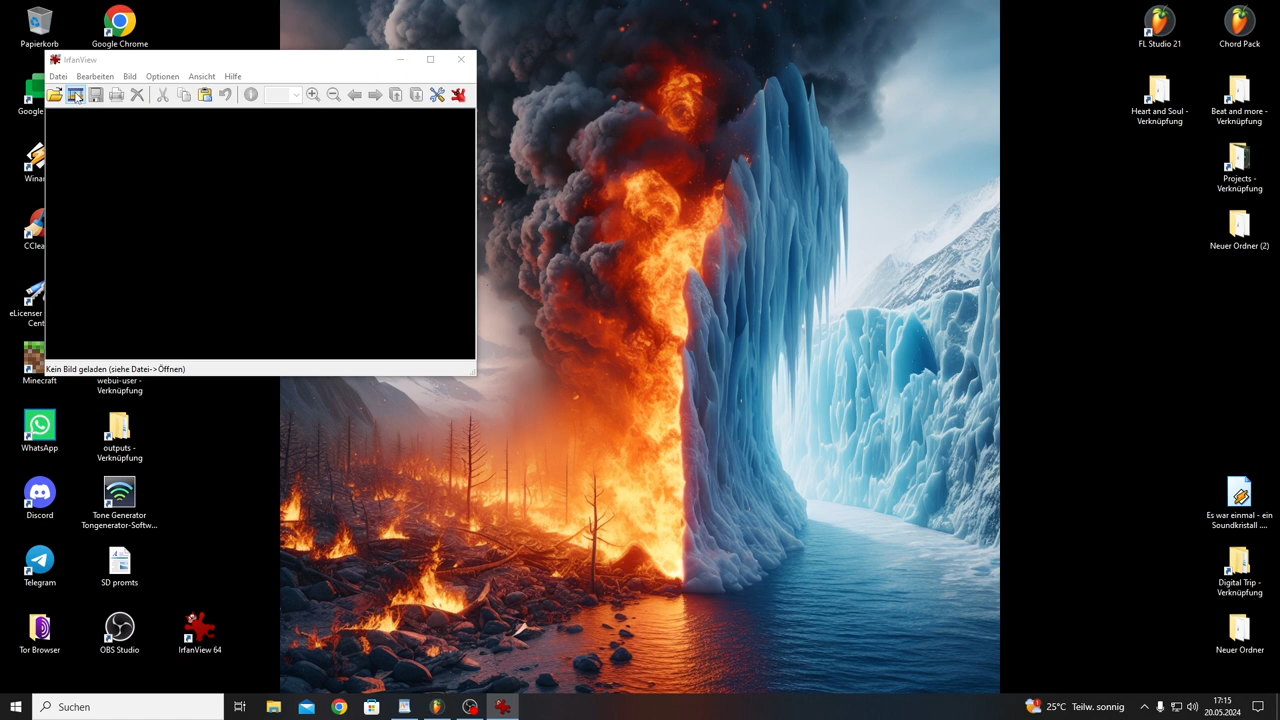 Papierkorb
Google Chrome
FL Studio 21
Chord Pack
IrfanView
Datei Bearbeiten Bild Optionen Ansicht Hilfe
Google
Heart and Soul -
Verknüpfung
Beat and more -
Verknüpfung
Projects -
Verknüpfung
Neuer Ordner (2)
eLicenser
Cent
Kein Bild geladen (siehe Datei->Öffnen)
Minecraft
webui-user -
Verknüpfung
WhatsApp
outputs -
Verknüpfung
Discord
Tone Generator
Tongenerator-Softw...
Es war einmal - ein
Soundkristall ....
Telegram
SD promts
Digital Trip -
Verknüpfung
Tor Browser
OBS Studio
IrfanView 64
Neuer Ordner
Suchen
25°C Teilw. sonnig
17:15
20.05.2024